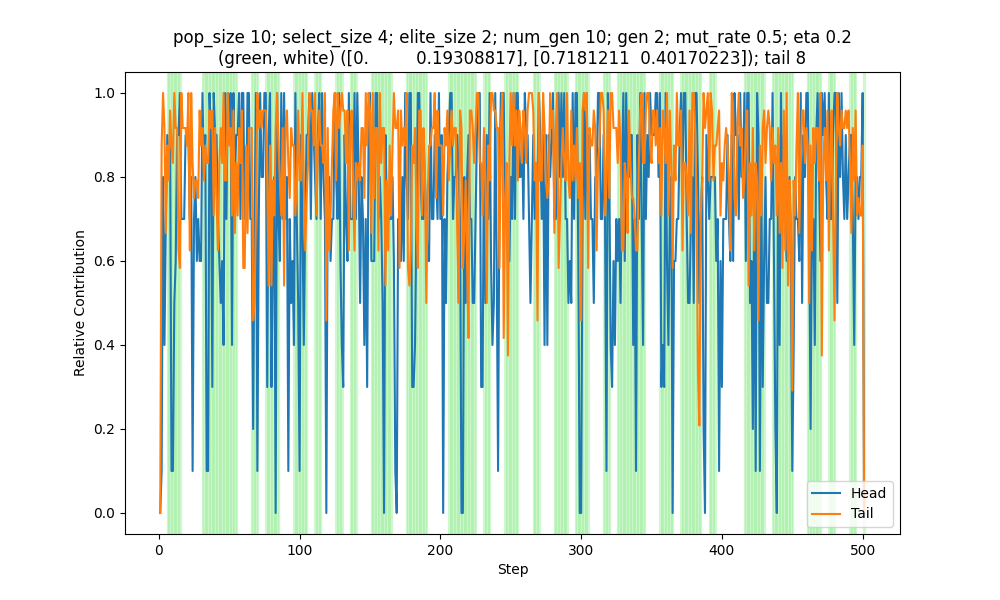 pop_size 10; select_size 4; elite_size 2; num_gen 10; gen 2; mut_rate 0.5; eta 0.2
(green, white) ([0. 0.19308817], [0.7181211 0.40170223]); tail 8
1.0
0.8
0.6
0.4
0.2
0.0
Relative Contribution
Head
Tail
0
100
200
300
400
500
Step